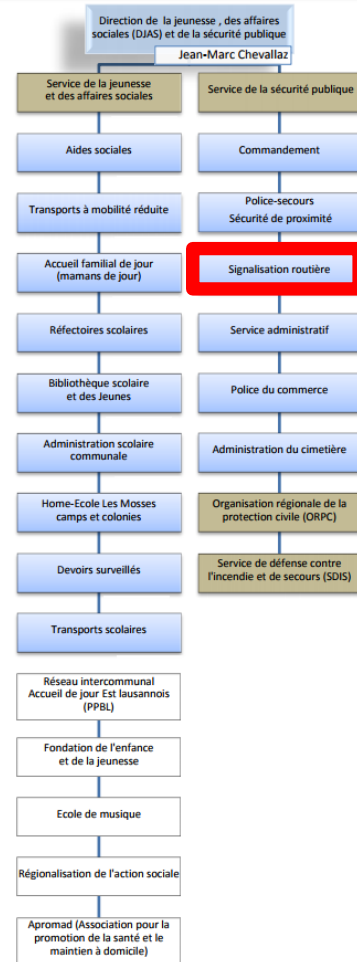 Direction de la jeunesse , des affaires
sociales (DJAS) et de la sécurité publique
Jean-Marc Chevallaz
Service de la jeunesse
et des affaires sociales
Aides sociales
Transports à mobilité réduite
Accueil familial de jour
(mamans de jour)
Réfectoires scolaires
Bibliothèque scolaire
et des Jeunes
Administration scolaire
communale
Home-Ecole Les Mosses
camps et colonies
Devoirs surveillés
Transports scolaires
Réseau intercommunal
Accueil de jour Est lausannois
(PPBL)
Fondation de l'enfance
et de la jeunesse
Ecole de musique
Régionalisation de l'action sociale
Apromad (Association pour la
promotion de la santé et le
maintien à domicile)
Service de la sécurité publique
Commandement
Police-secours
Sécurité de proximité
Signalisation routière
Service administratif
Police du commerce
Administration du cimetière
Organisation régionale de la
protection civile (ORPC)
Service de défense contre
l'incendie et de secours (SDIS)